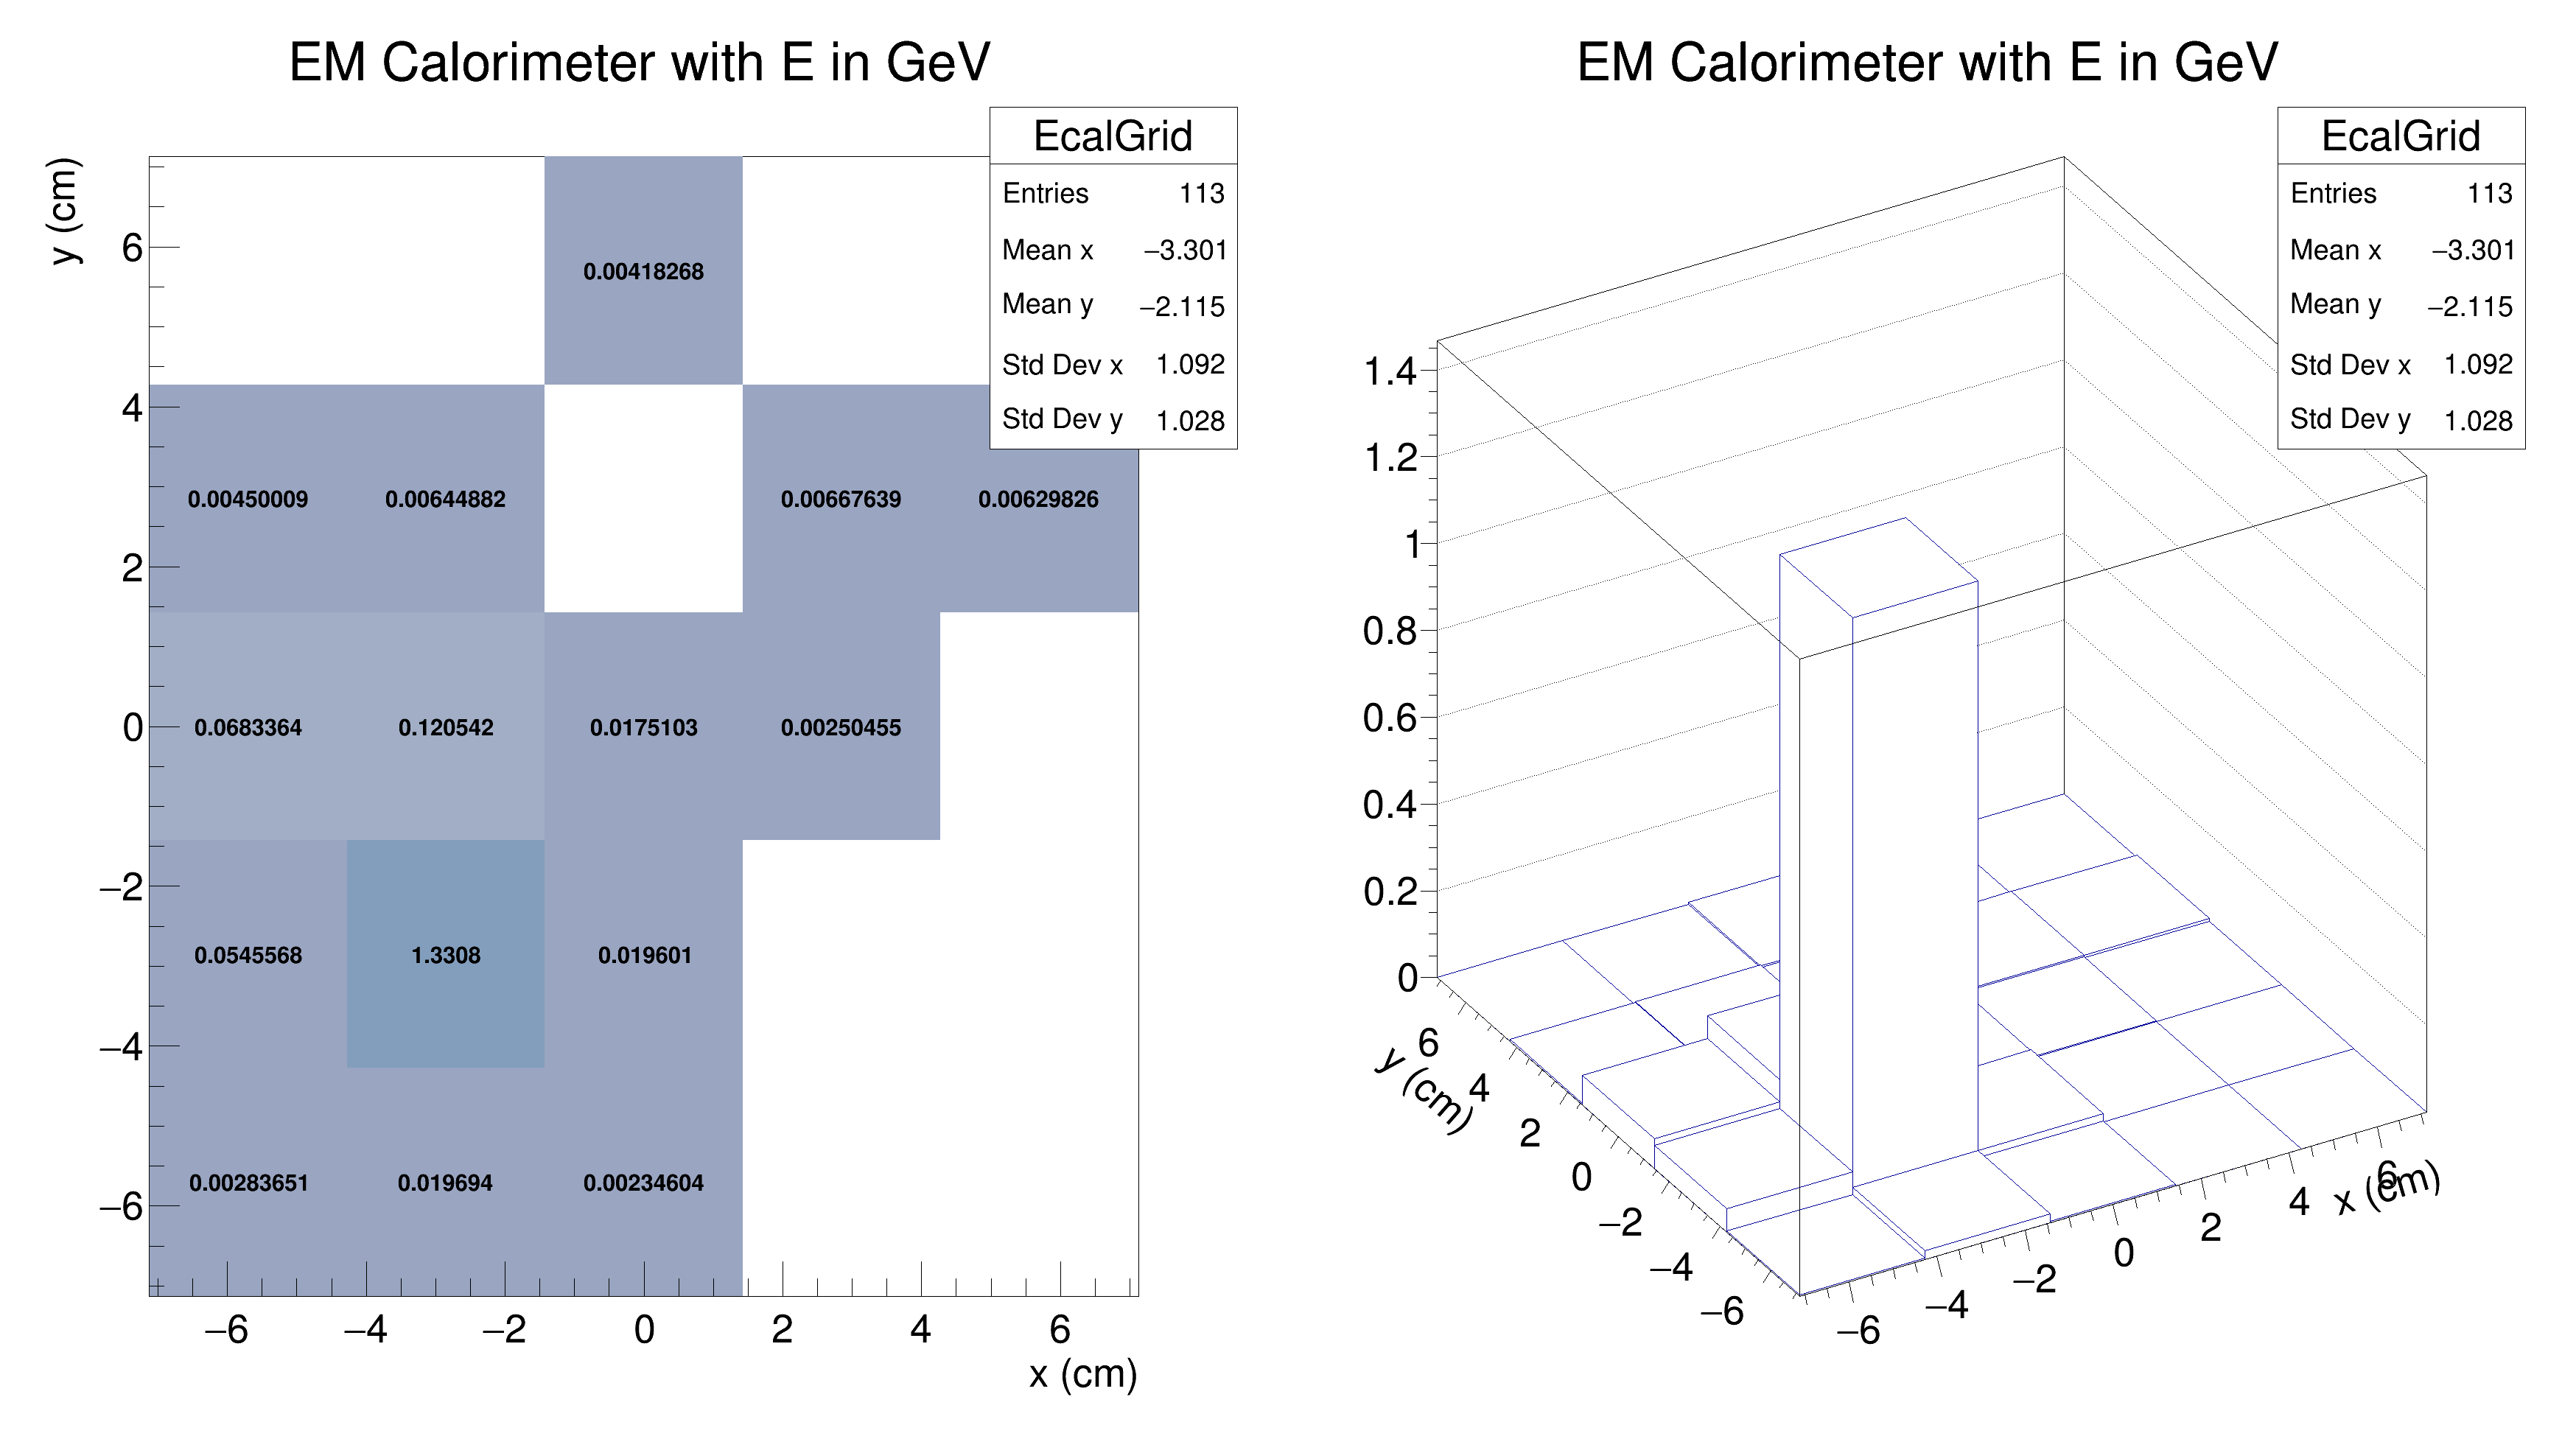 EM Calorimeter with E in GeV
EcalGrid
Entries 113
Mean x −3.301
Mean y −2.115
Std Dev x 1.092
Std Dev y 1.028
y (cm)
6
4
2
0
−2
−4
−6
0.00418268
0.00450009 0.00644882 0.00667639 0.00629826
0.0683364 0.120542 0.0175103 0.00250455
0.0545568 1.3308 0.019601
0.00283651 0.019694 0.00234604
−6 −4 −2 0 2 4 6
x (cm)
EM Calorimeter with E in GeV
EcalGrid
Entries 113
Mean x −3.301
Mean y −2.115
Std Dev x 1.092
Std Dev y 1.028
1.4
1.2
1
0.8
0.6
0.4
0.2
0
y (cm)
6
4
2
0
−2
−4
−6
−6 −4 −2 0 2 4 6
x (cm)